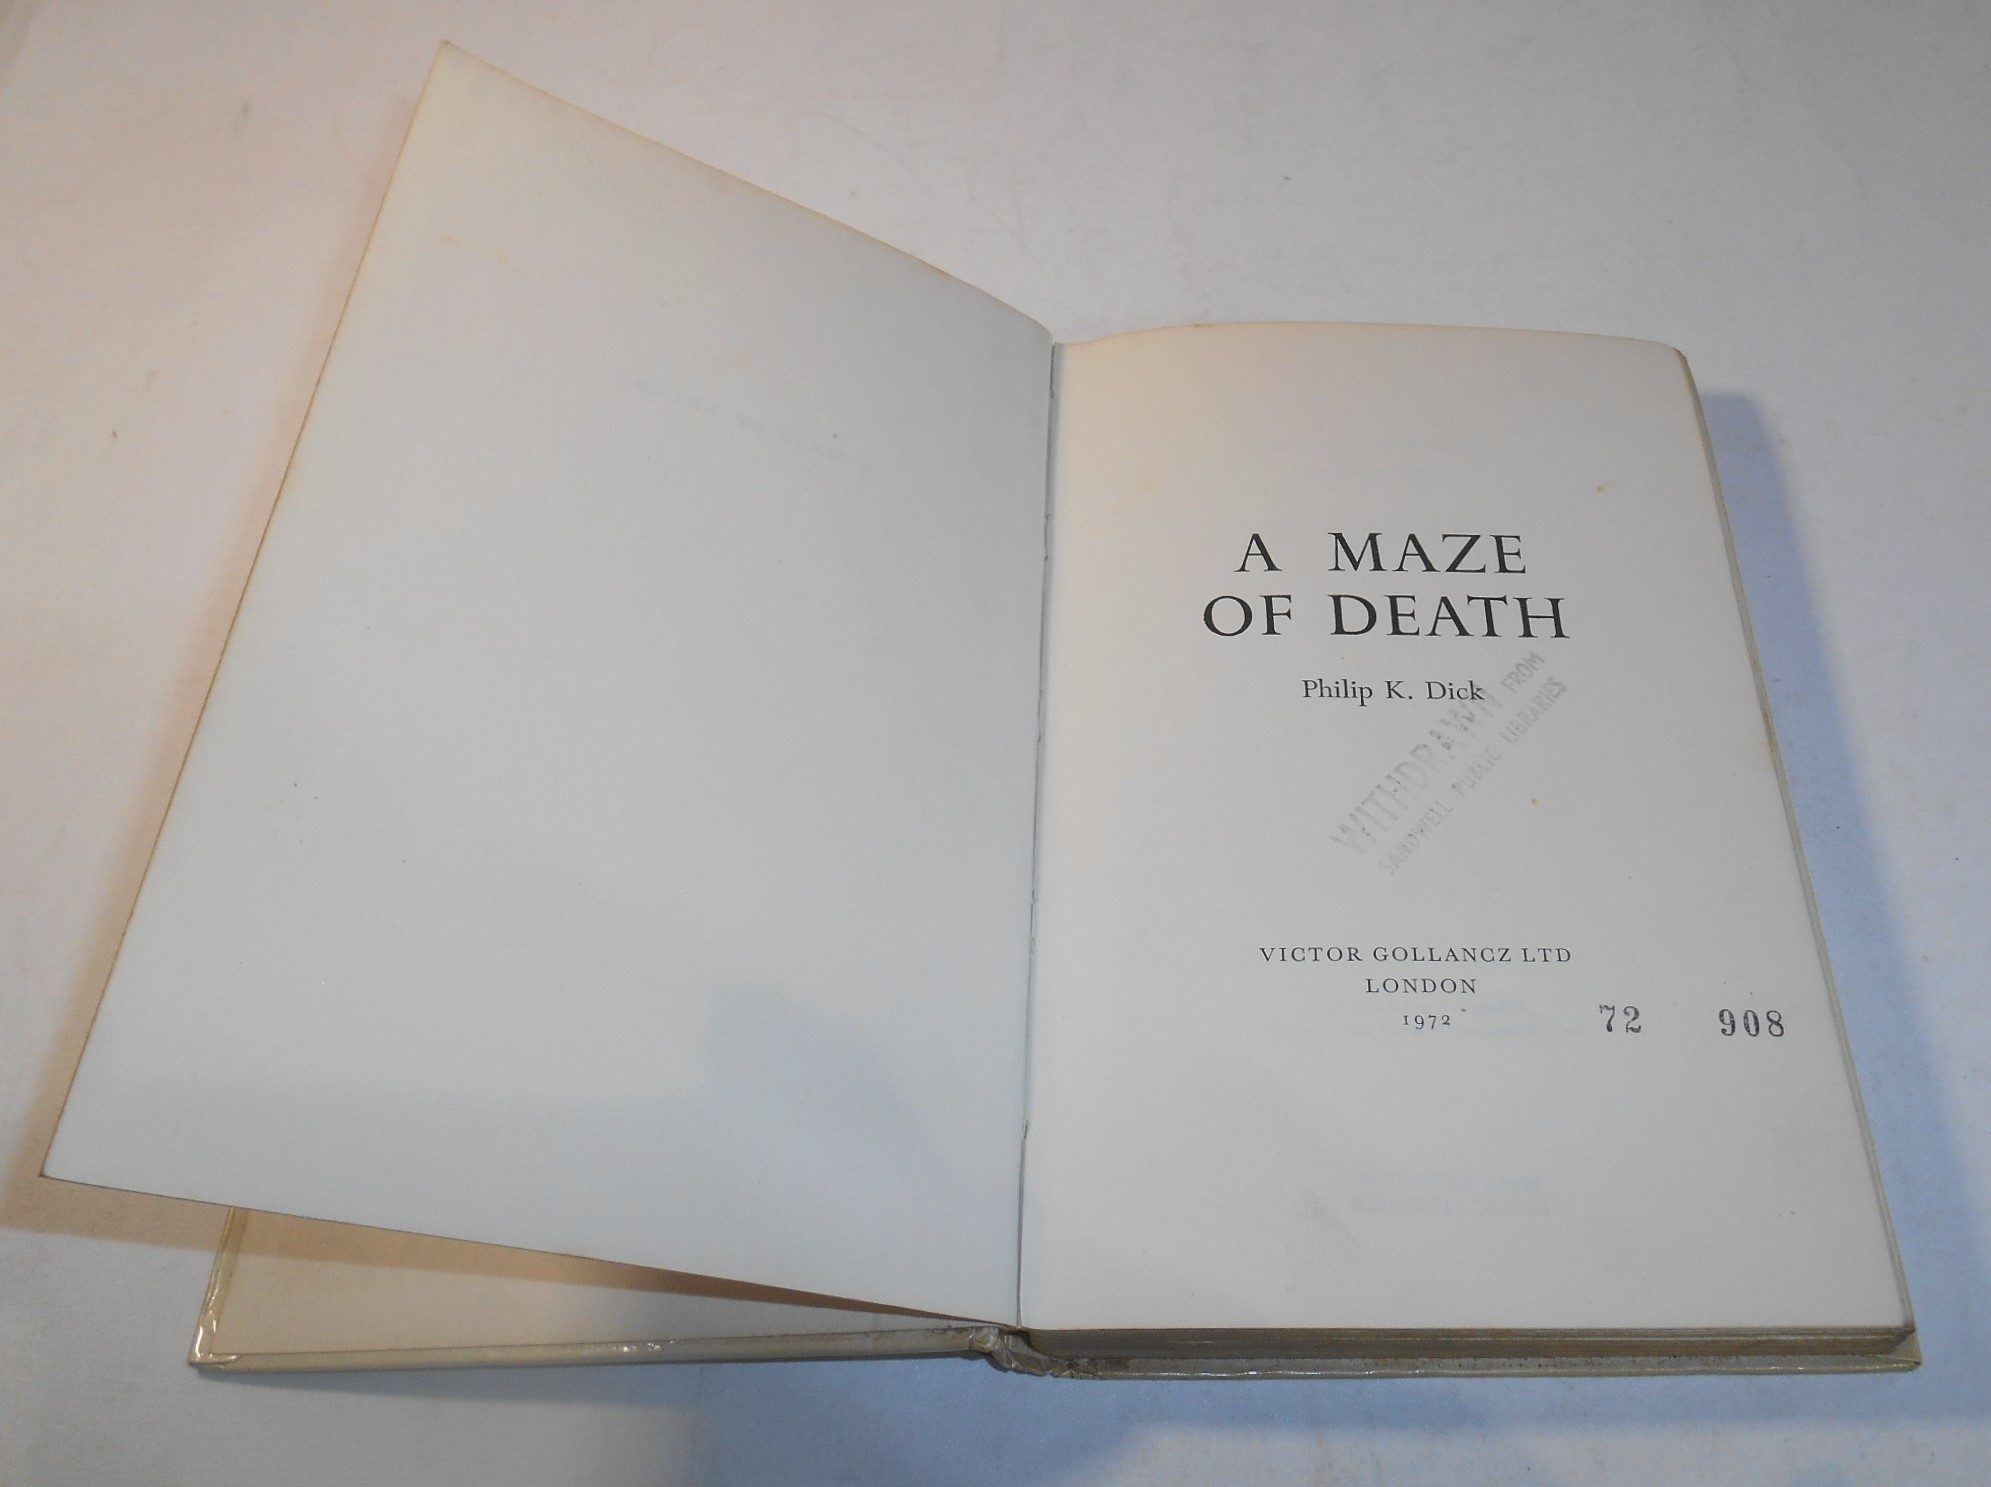 A MAZE
OF DEATH
Philip K. Dick
WITHDRAWN FROM
SANDWELL PUBLIC LIBRARIES
VICTOR GOLLANCZ LTD
LONDON
1972
72 908